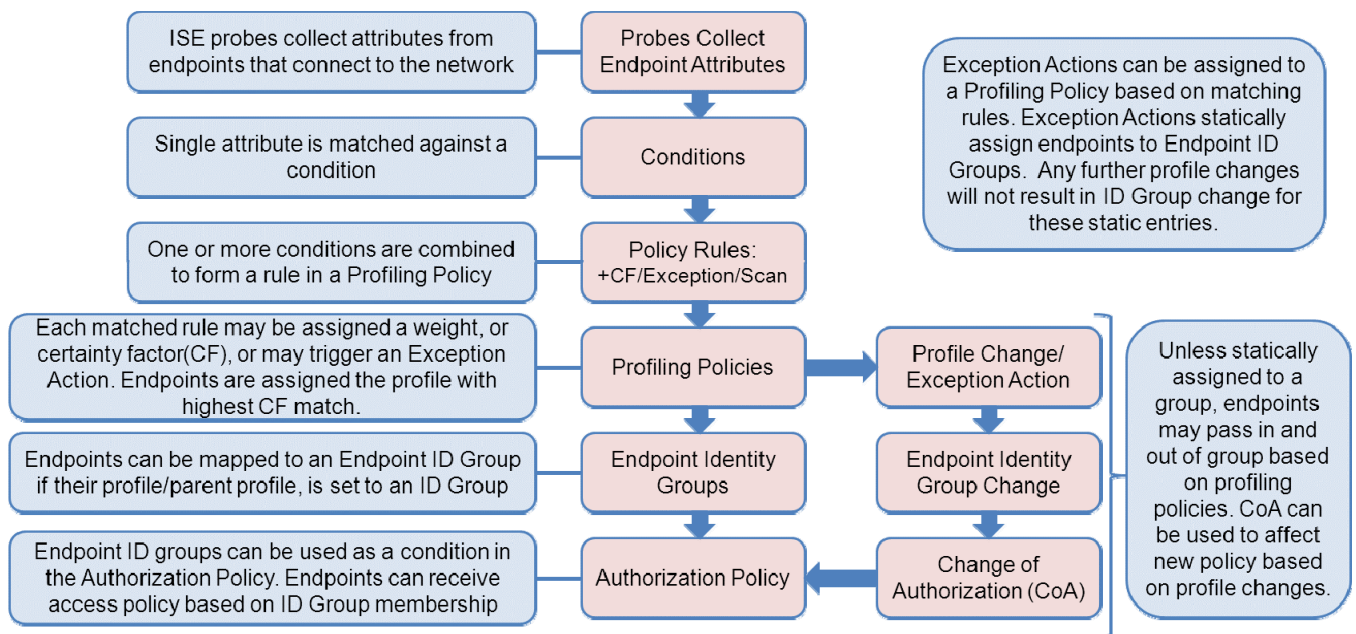 ISE probes collect attributes from
endpoints that connect to the network
Probes Collect
Endpoint Attributes
Exception Actions can be assigned to
a Profiling Policy based on matching
rules. Exception Actions statically
assign endpoints to Endpoint ID
Groups.  Any further profile changes
will not result in ID Group change for
these static entries.
Single attribute is matched against a
condition
Conditions
One or more conditions are combined
to form a rule in a Profiling Policy
Policy Rules:
+CF/Exception/Scan
Each matched rule may be assigned a weight, or
certainty factor(CF), or may trigger an Exception
Action. Endpoints are assigned the profile with
highest CF match.
Profiling Policies
Profile Change/
Exception Action
Unless statically
assigned to a
group, endpoints
may pass in and
out of group based
on profiling
policies. CoA can
be used to affect
new policy based
on profile changes.
Endpoints can be mapped to an Endpoint ID Group
if their profile/parent profile, is set to an ID Group
Endpoint Identity
Groups
Endpoint Identity
Group Change
Endpoint ID groups can be used as a condition in
the Authorization Policy. Endpoints can receive
access policy based on ID Group membership
Authorization Policy
Change of
Authorization (CoA)